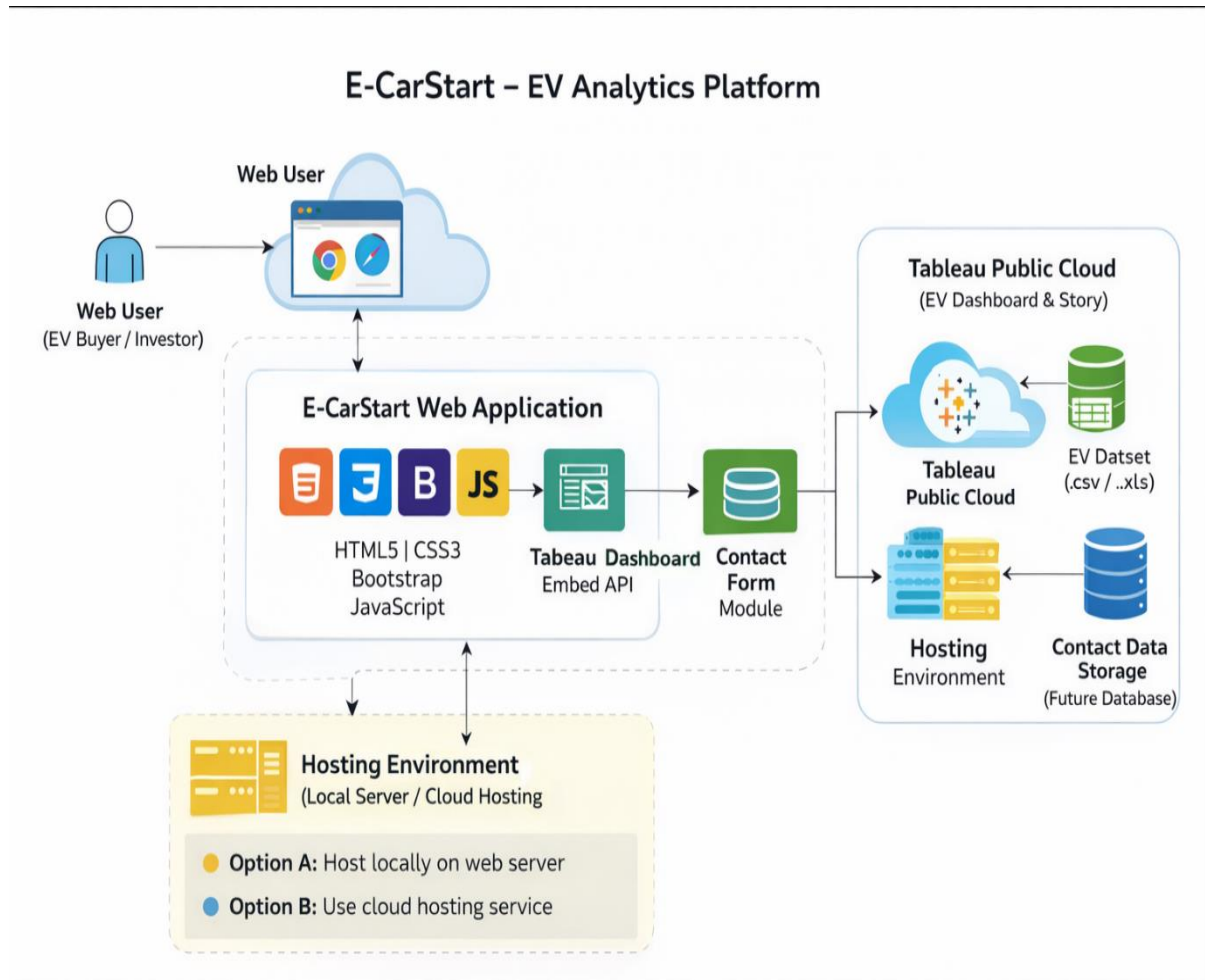 E-CarStart – EV Analytics Platform
Web User
Web User
(EV Buyer / Investor)
E-CarStart Web Application
B
JS
HTML5 | CSS3
Bootstrap
JavaScript
Tabeau Dashboard
Embed API
Contact
Form
Module
Tableau Public Cloud
(EV Dashboard & Story)
Tableau
Public Cloud
EV Datset
(.csv / ..xls)
Hosting
Environment
Contact Data
Storage
(Future Database)
Hosting Environment
(Local Server / Cloud Hosting
Option A: Host locally on web server
Option B: Use cloud hosting service